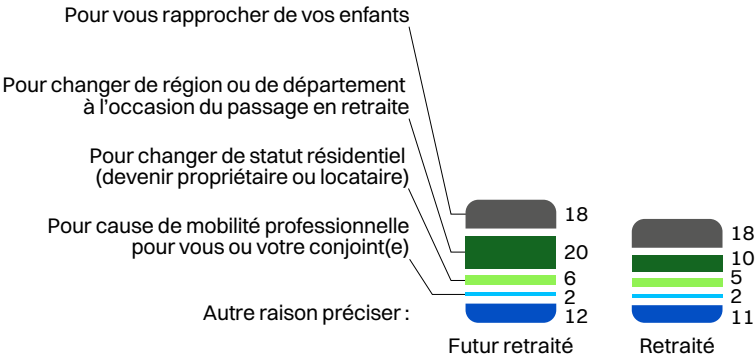 Pour vous rapprocher de vos enfants
Pour changer de région ou de département
à l'occasion du passage en retraite
Pour changer de statut résidentiel
(devenir propriétaire ou locataire)
Pour cause de mobilité professionnelle
pour vous ou votre conjoint(e)
Autre raison préciser :
18
20
6
2
12
Futur retraité
18
10
5
2
11
Retraité